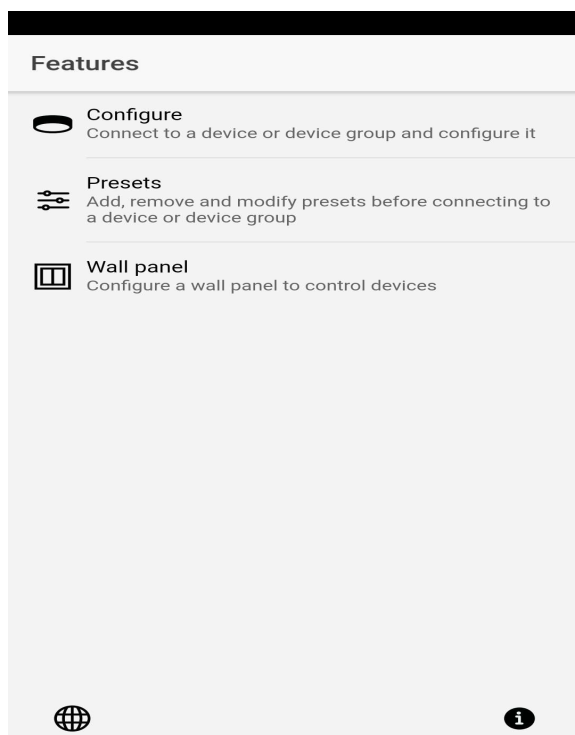 Features
Configure
Connect to a device or device group and configure it
Presets
Add, remove and modify presets before connecting to
a device or device group
Wall panel
Configure a wall panel to control devices